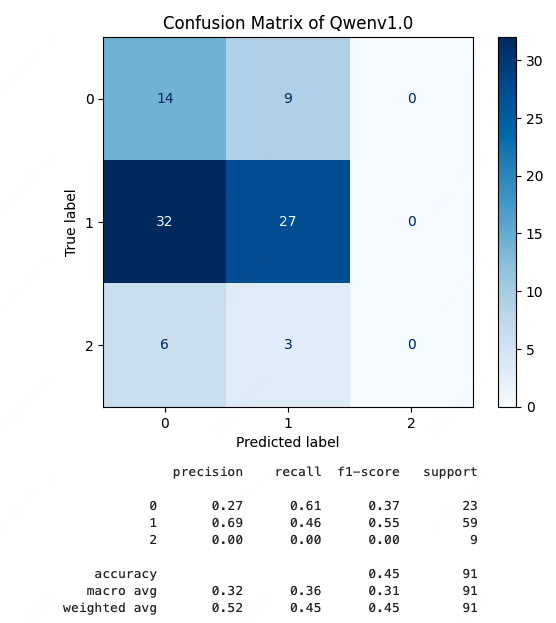 Confusion Matrix of Qwenv1.0
30
0 14 9 0
25
20
True label
1 32 27 0
15
10
2 6 3 0
5
0
0 1 2
Predicted label
precision recall f1-score support
0 0.27 0.61 0.37 23
1 0.69 0.46 0.55 59
2 0.00 0.00 0.00 9
accuracy 0.45 91
macro avg 0.32 0.36 0.31 91
weighted avg 0.52 0.45 0.45 91